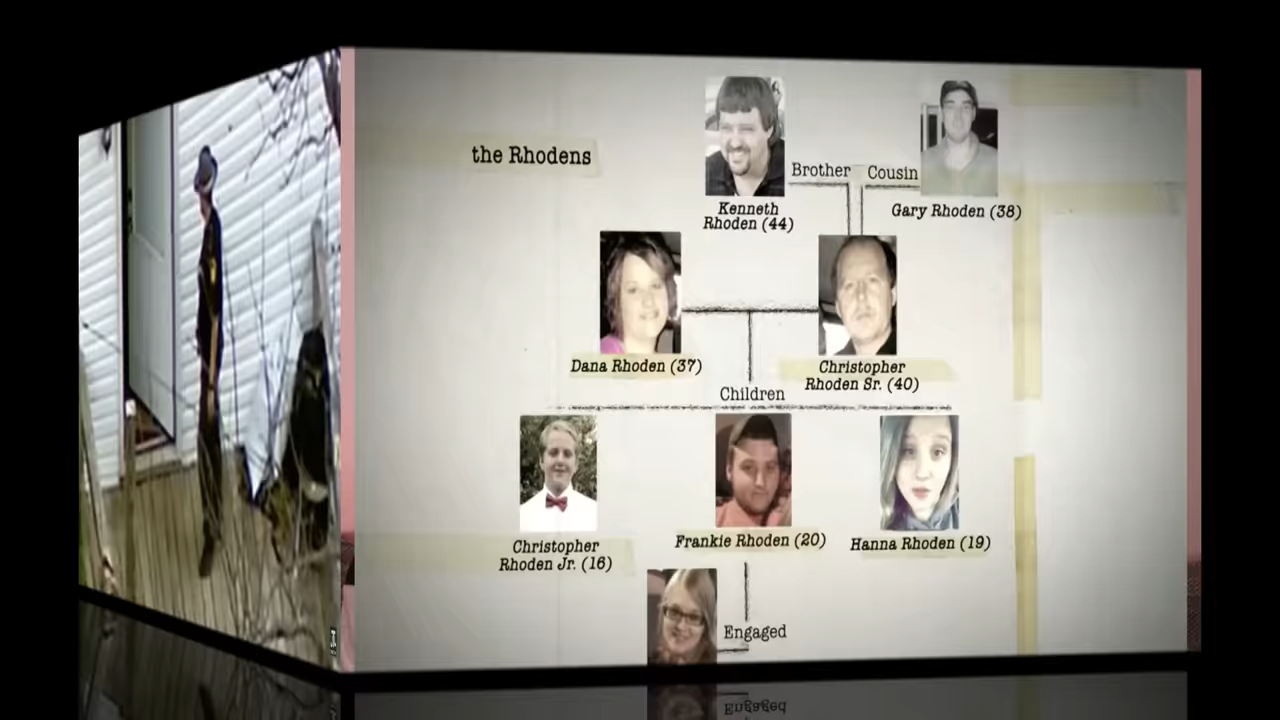 the Rhodens
Brother
Cousin
Kenneth
Rhoden (44)
Gary Rhoden (38)
Dana Rhoden (37)
Christopher
Rhoden Sr. (40)
Children
Christopher
Rhoden Jr. (16)
Frankie Rhoden (20)
Hanna Rhoden (19)
Engaged
Engaged